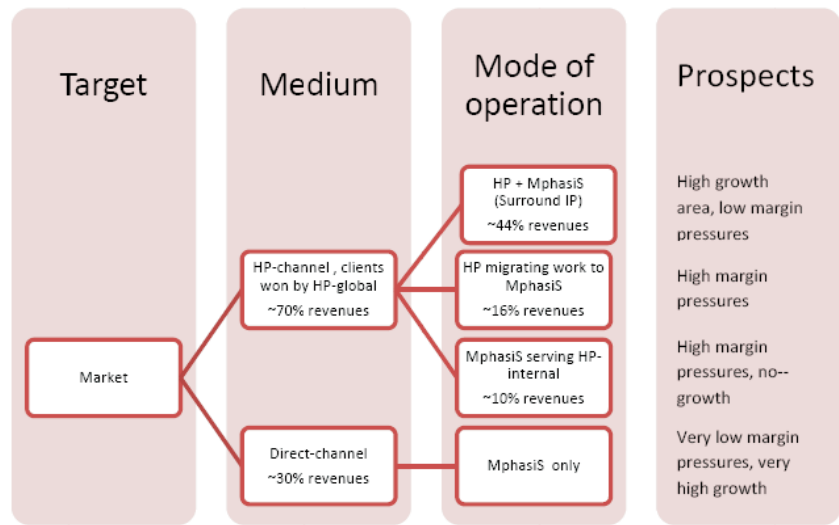 Target
Medium
Mode of
operation
Prospects
Market
HP-channel , clients
won by HP-global
~70% revenues
Direct-channel
~30% revenues
HP + MphasiS
(Surround IP)
~44% revenues
HP migrating work to
MphasiS
~16% revenues
MphasiS serving HP-
internal
~10% revenues
MphasiS only
High growth
area, low margin
pressures
High margin
pressures
High margin
pressures, no--
growth
Very low margin
pressures, very
high growth